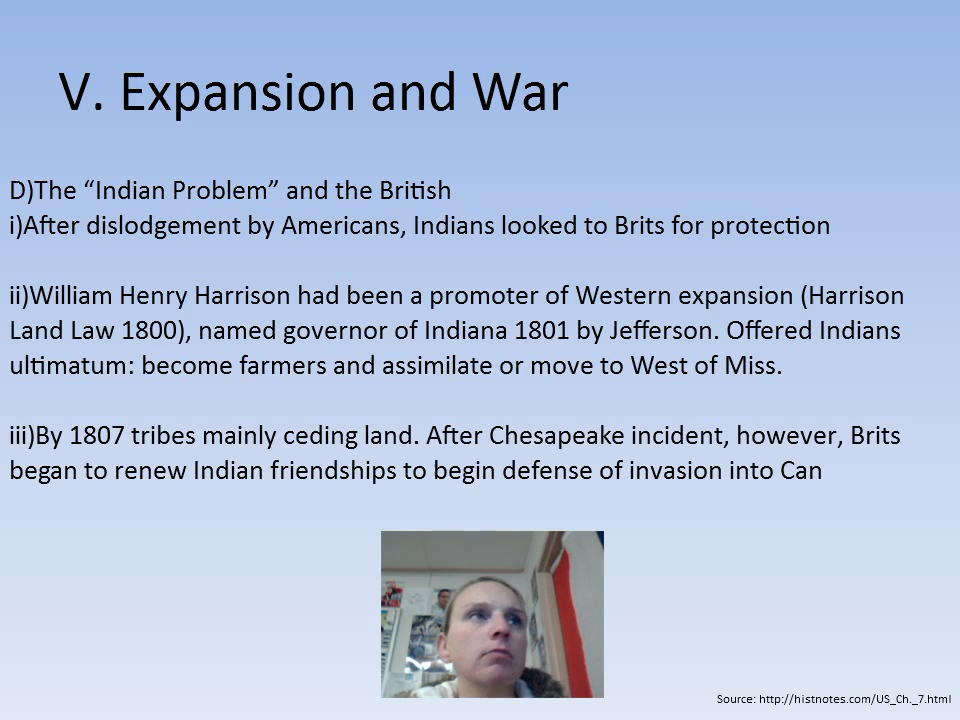 V. Expansion and War
D)The “Indian Problem” and the British
i)After dislodgement by Americans, Indians looked to Brits for protection
ii)William Henry Harrison had been a promoter of Western expansion (Harrison
Land Law 1800), named governor of Indiana 1801 by Jefferson. Offered Indians
ultimatum: become farmers and assimilate or move to West of Miss.
iii)By 1807 tribes mainly ceding land. After Chesapeake incident, however, Brits
began to renew Indian friendships to begin defense of invasion into Can
Source: http://histnotes.com/US_Ch._7.html